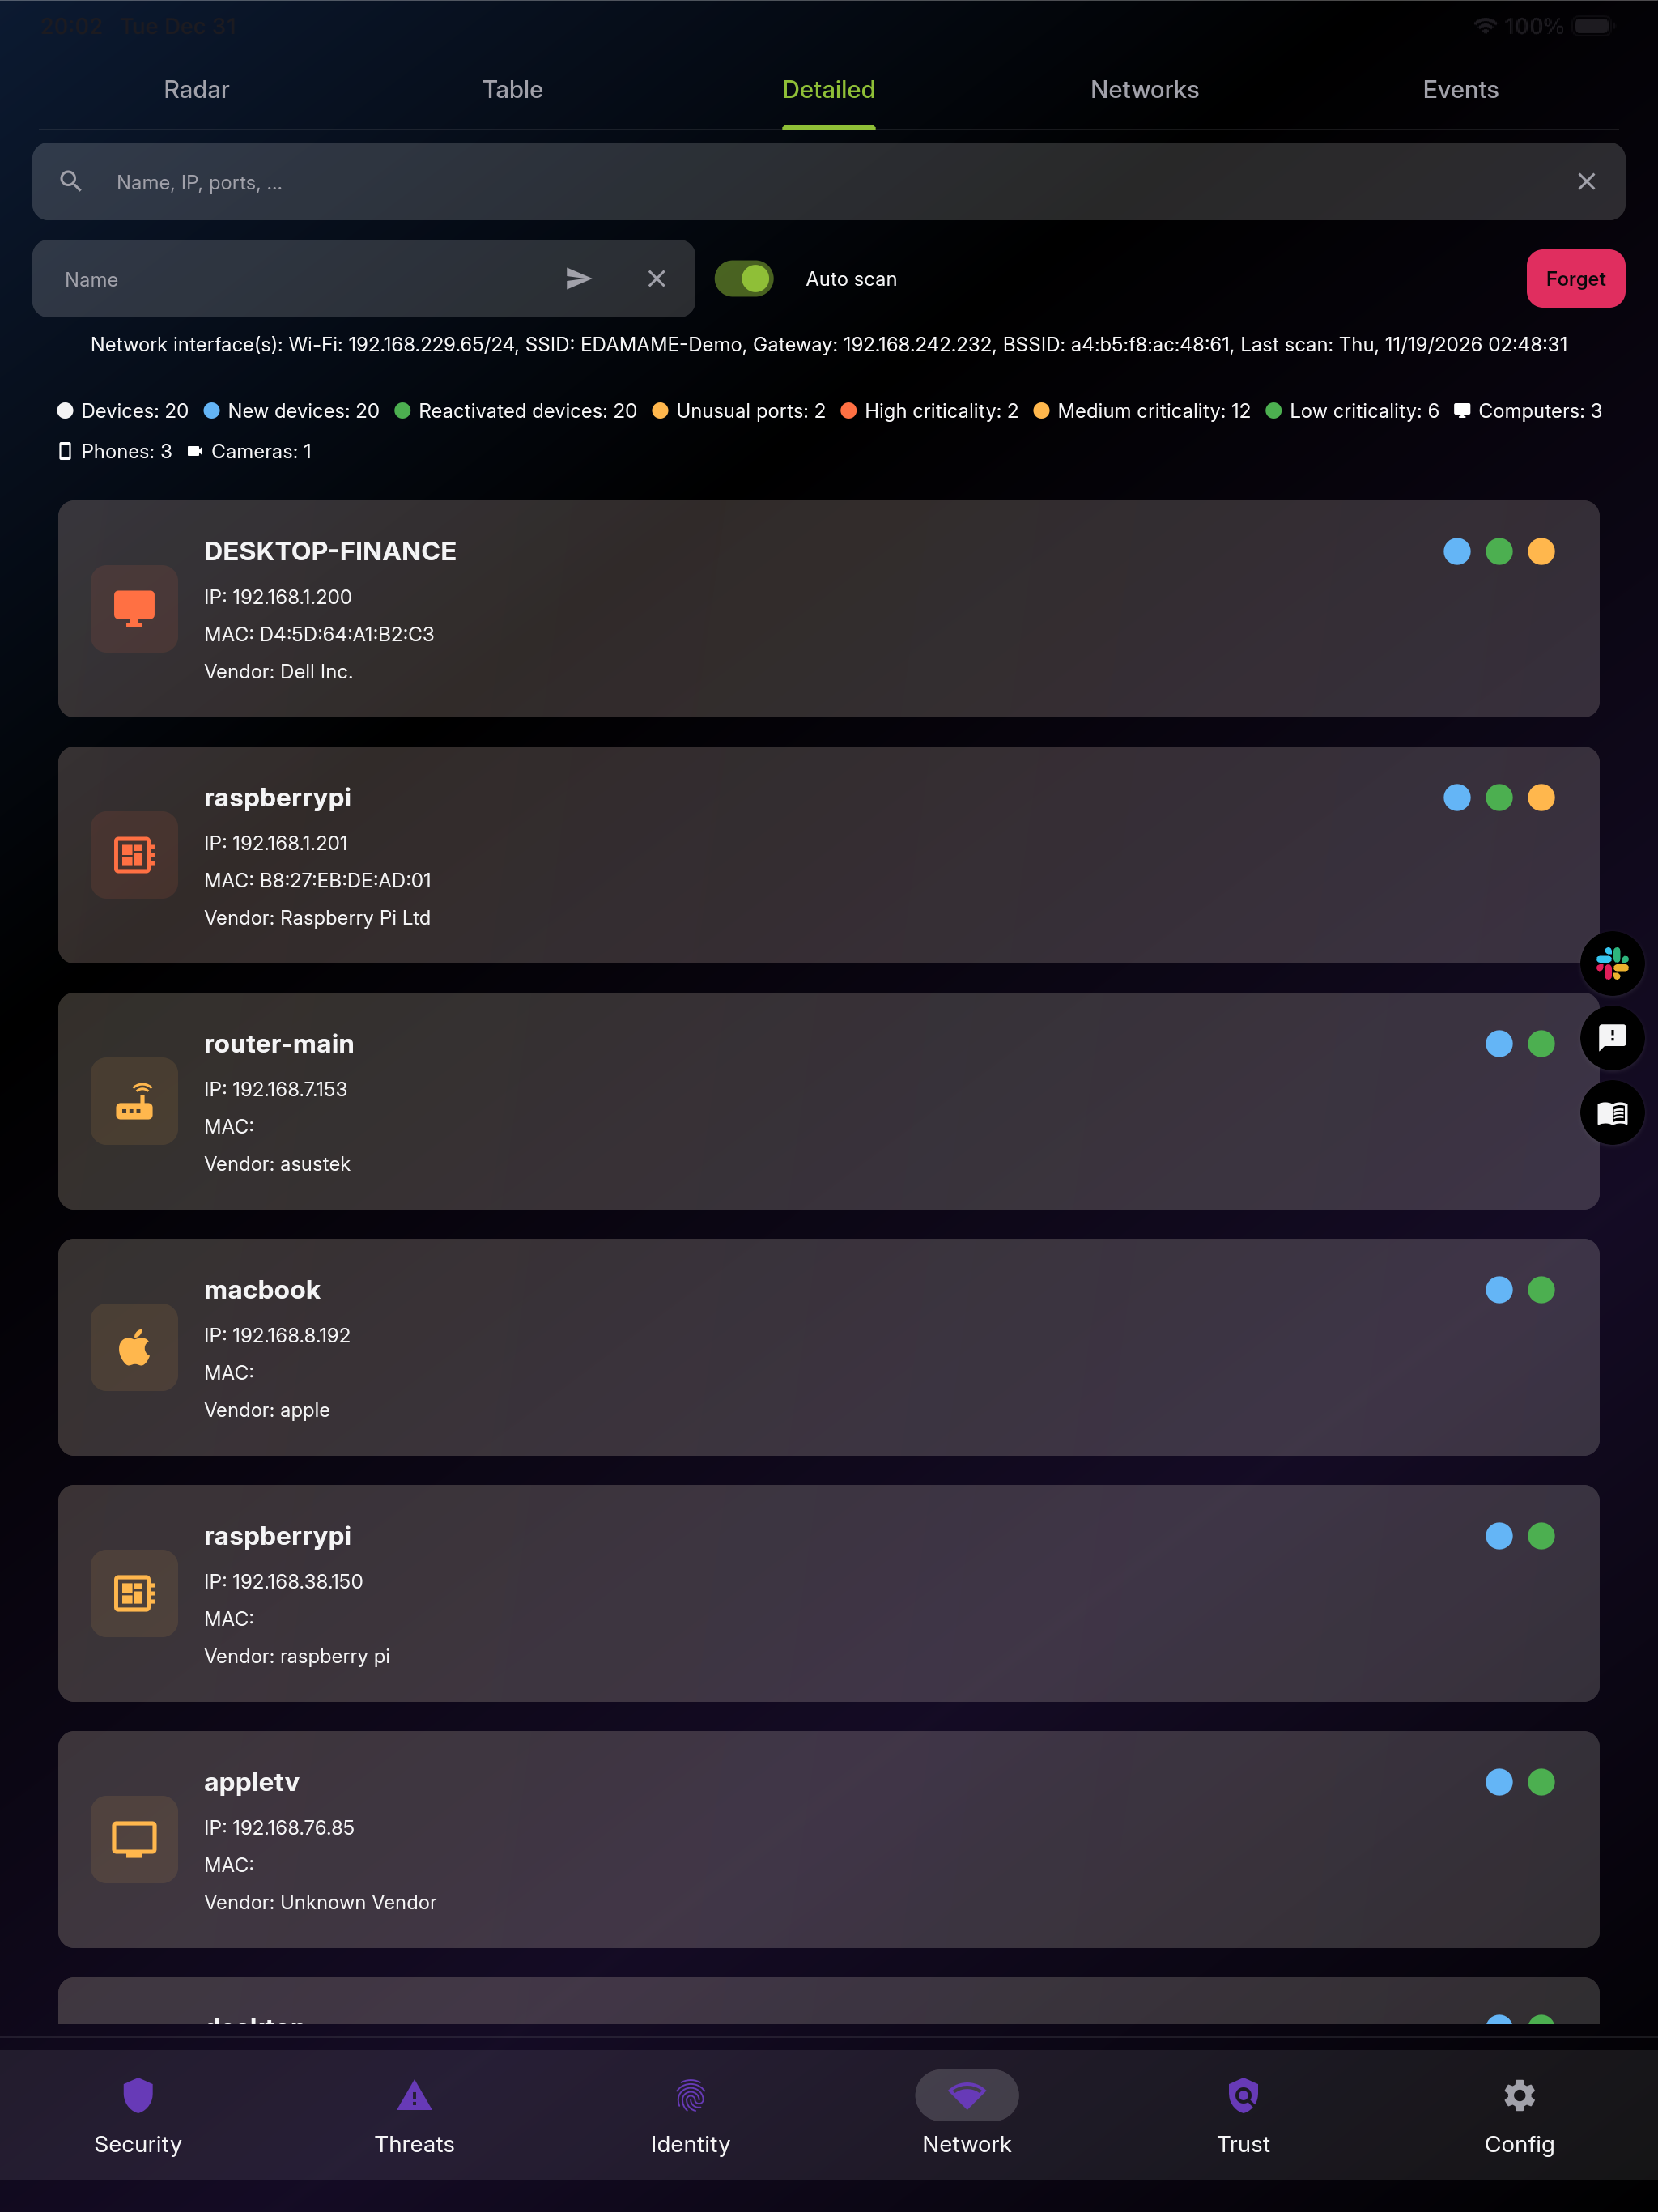 20:02 Tue Dec 31
100%
Radar Table Detailed Networks Events
Name, IP, ports, ...
Name Auto scan Forget
Network interface(s): Wi-Fi: 192.168.229.65/24, SSID: EDAMAME-Demo, Gateway: 192.168.242.232, BSSID: a4:b5:f8:ac:48:61, Last scan: Thu, 11/19/2026 02:48:31
Devices: 20 New devices: 20 Reactivated devices: 20 Unusual ports: 2 High criticality: 2 Medium criticality: 12 Low criticality: 6 Computers: 3
Phones: 3 Cameras: 1
DESKTOP-FINANCE
IP: 192.168.1.200
MAC: D4:5D:64:A1:B2:C3
Vendor: Dell Inc.
raspberrypi
IP: 192.168.1.201
MAC: B8:27:EB:DE:AD:01
Vendor: Raspberry Pi Ltd
router-main
IP: 192.168.7.153
MAC:
Vendor: asustek
macbook
IP: 192.168.8.192
MAC:
Vendor: apple
raspberrypi
IP: 192.168.38.150
MAC:
Vendor: raspberry pi
appletv
IP: 192.168.76.85
MAC:
Vendor: Unknown Vendor
Security Threats Identity Network Trust Config